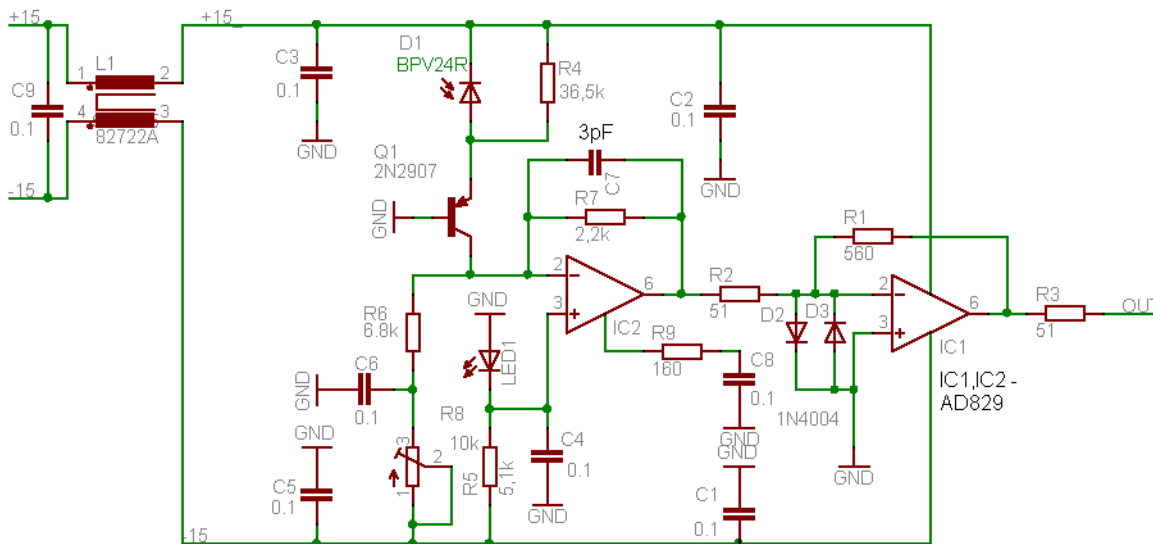 +15 +15
D1
BPV24R
C3
0.1
R4
36,5k
L1
1 2
C9
0.1
4 3
82722A
C2
0.1
3pF
C7
GND
Q1
2N2907
GND
R7
2,2k
GND
-15
R1
560
2
3
6
IC2
R2
51
2
3
6
IC1
R3
51
OUT
D2 D3
GND
R6
6.8k
LED1
R9
160
C8
0.1
IC1,IC2 -
AD829
C6
0.1
GND
R8
10k
1N4004
GND
GND
GND
3
2
1
R5
5,1k
C4
0.1
GND
C5
0.1
C1
0.1
GND
-15